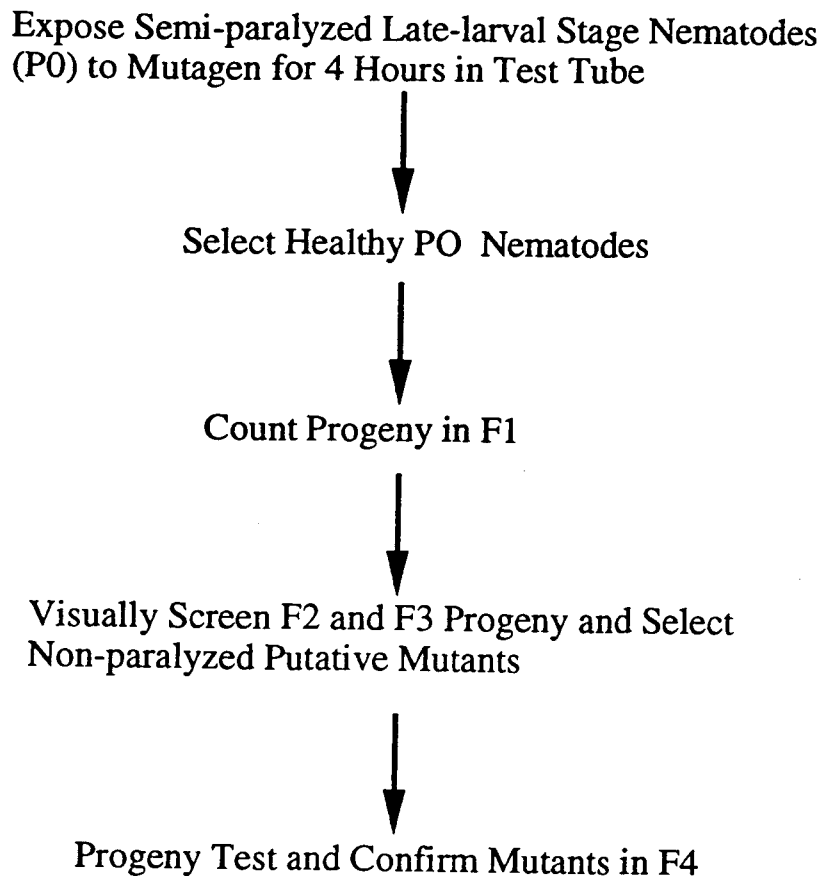 Expose Semi-paralyzed Late-larval Stage Nematodes
(P0) to Mutagen for 4 Hours in Test Tube
Select Healthy PO Nematodes
Count Progeny in F1
Visually Screen F2 and F3 Progeny and Select
Non-paralyzed Putative Mutants
Progeny Test and Confirm Mutants in F4